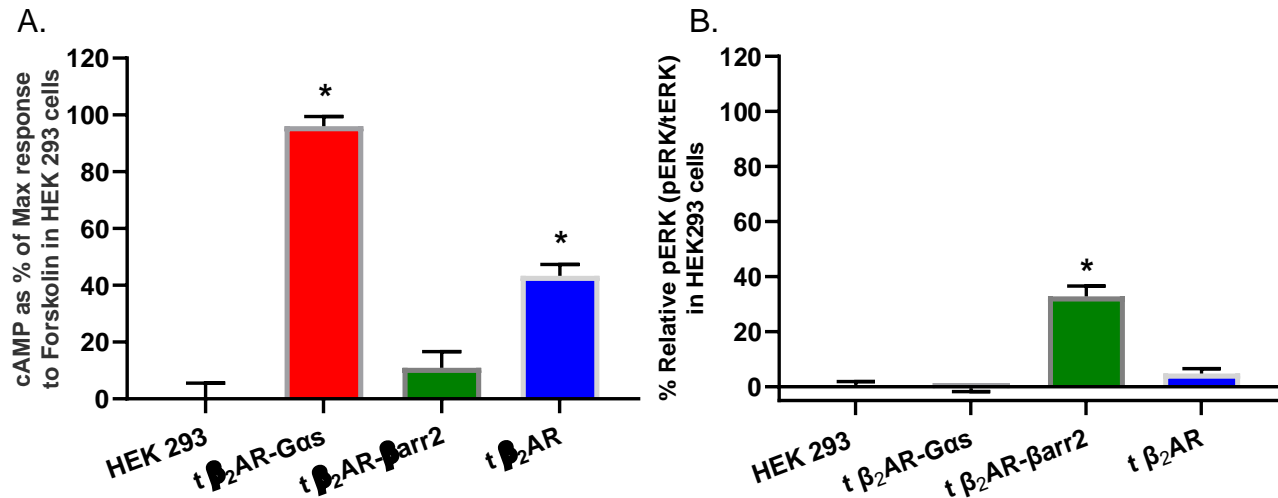 A.
cAMP as % of Max response
to Forskolin in HEK 293 cells
120
100
80
60
40
20
0
*
*
HEK 293
t β₂AR-Gαs
t β₂AR-βarr2
t β₂AR
B.
% Relative pERK (pERK/tERK)
in HEK293 cells
120
100
80
60
40
20
0
*
HEK 293
t β₂AR-Gαs
t β₂AR-βarr2
t β₂AR